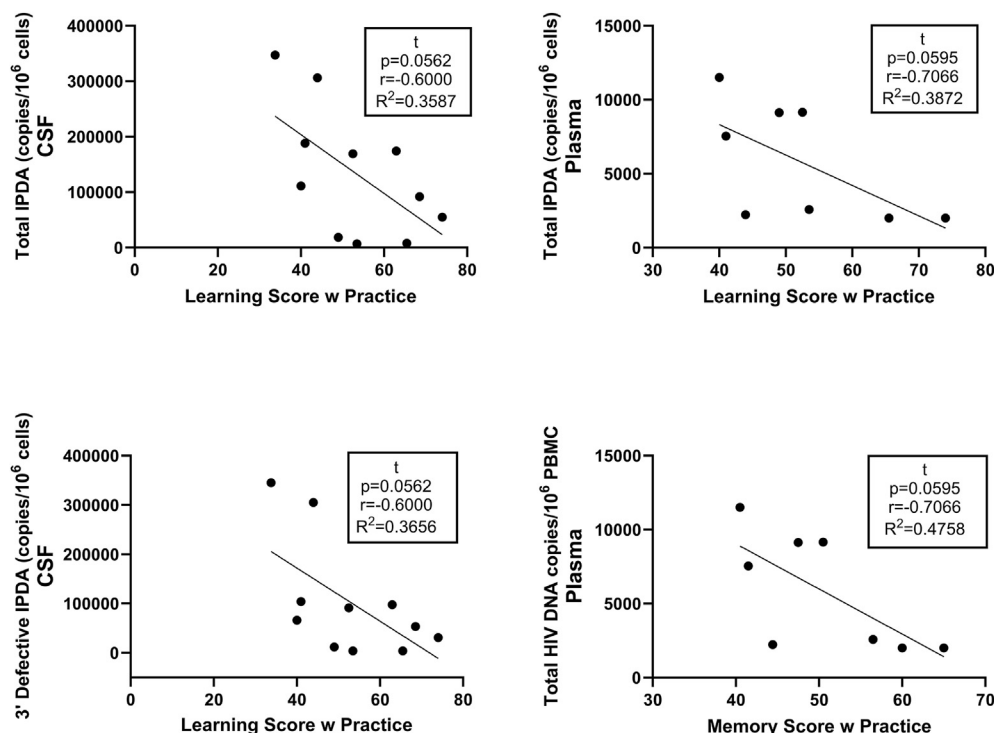 Total IPDA (copies/10⁶ cells)
CSF
400000
300000
200000
100000
0
0 20 40 60 80
Learning Score w Practice
t
p=0.0562
r=-0.6000
R²=0.3587
Total IPDA (copies/10⁶ cells)
Plasma
15000
10000
5000
0
30 40 50 60 70 80
Learning Score w Practice
t
p=0.0595
r=-0.7066
R²=0.3872
3' Defective IPDA (copies/10⁶ cells)
CSF
400000
300000
200000
100000
0
0 20 40 60 80
Learning Score w Practice
t
p=0.0562
r=-0.6000
R²=0.3656
Total HIV DNA copies/10⁶ PBMC
Plasma
15000
10000
5000
0
30 40 50 60 70
Memory Score w Practice
t
p=0.0595
r=-0.7066
R²=0.4758